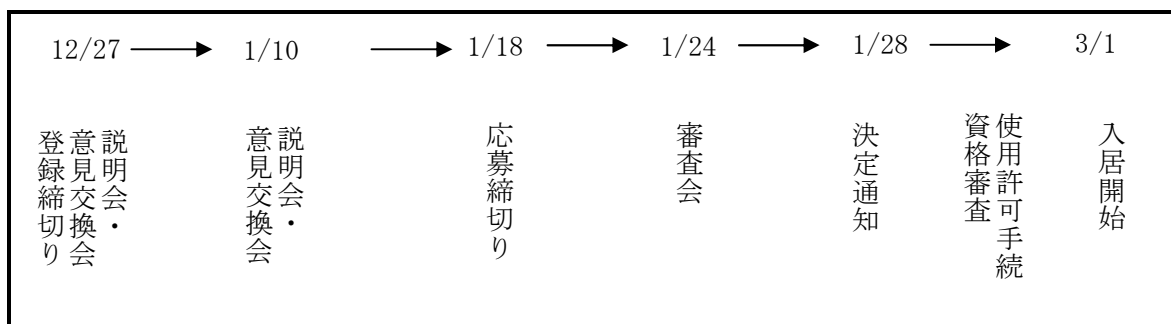 12/27
1/10
1/18
1/24
1/28
3/1
説明会・
意見交換会
登録締切り
説明会・
意見交換会
応募締切り
審査会
決定通知
使用許可手続
資格審査
入居開始